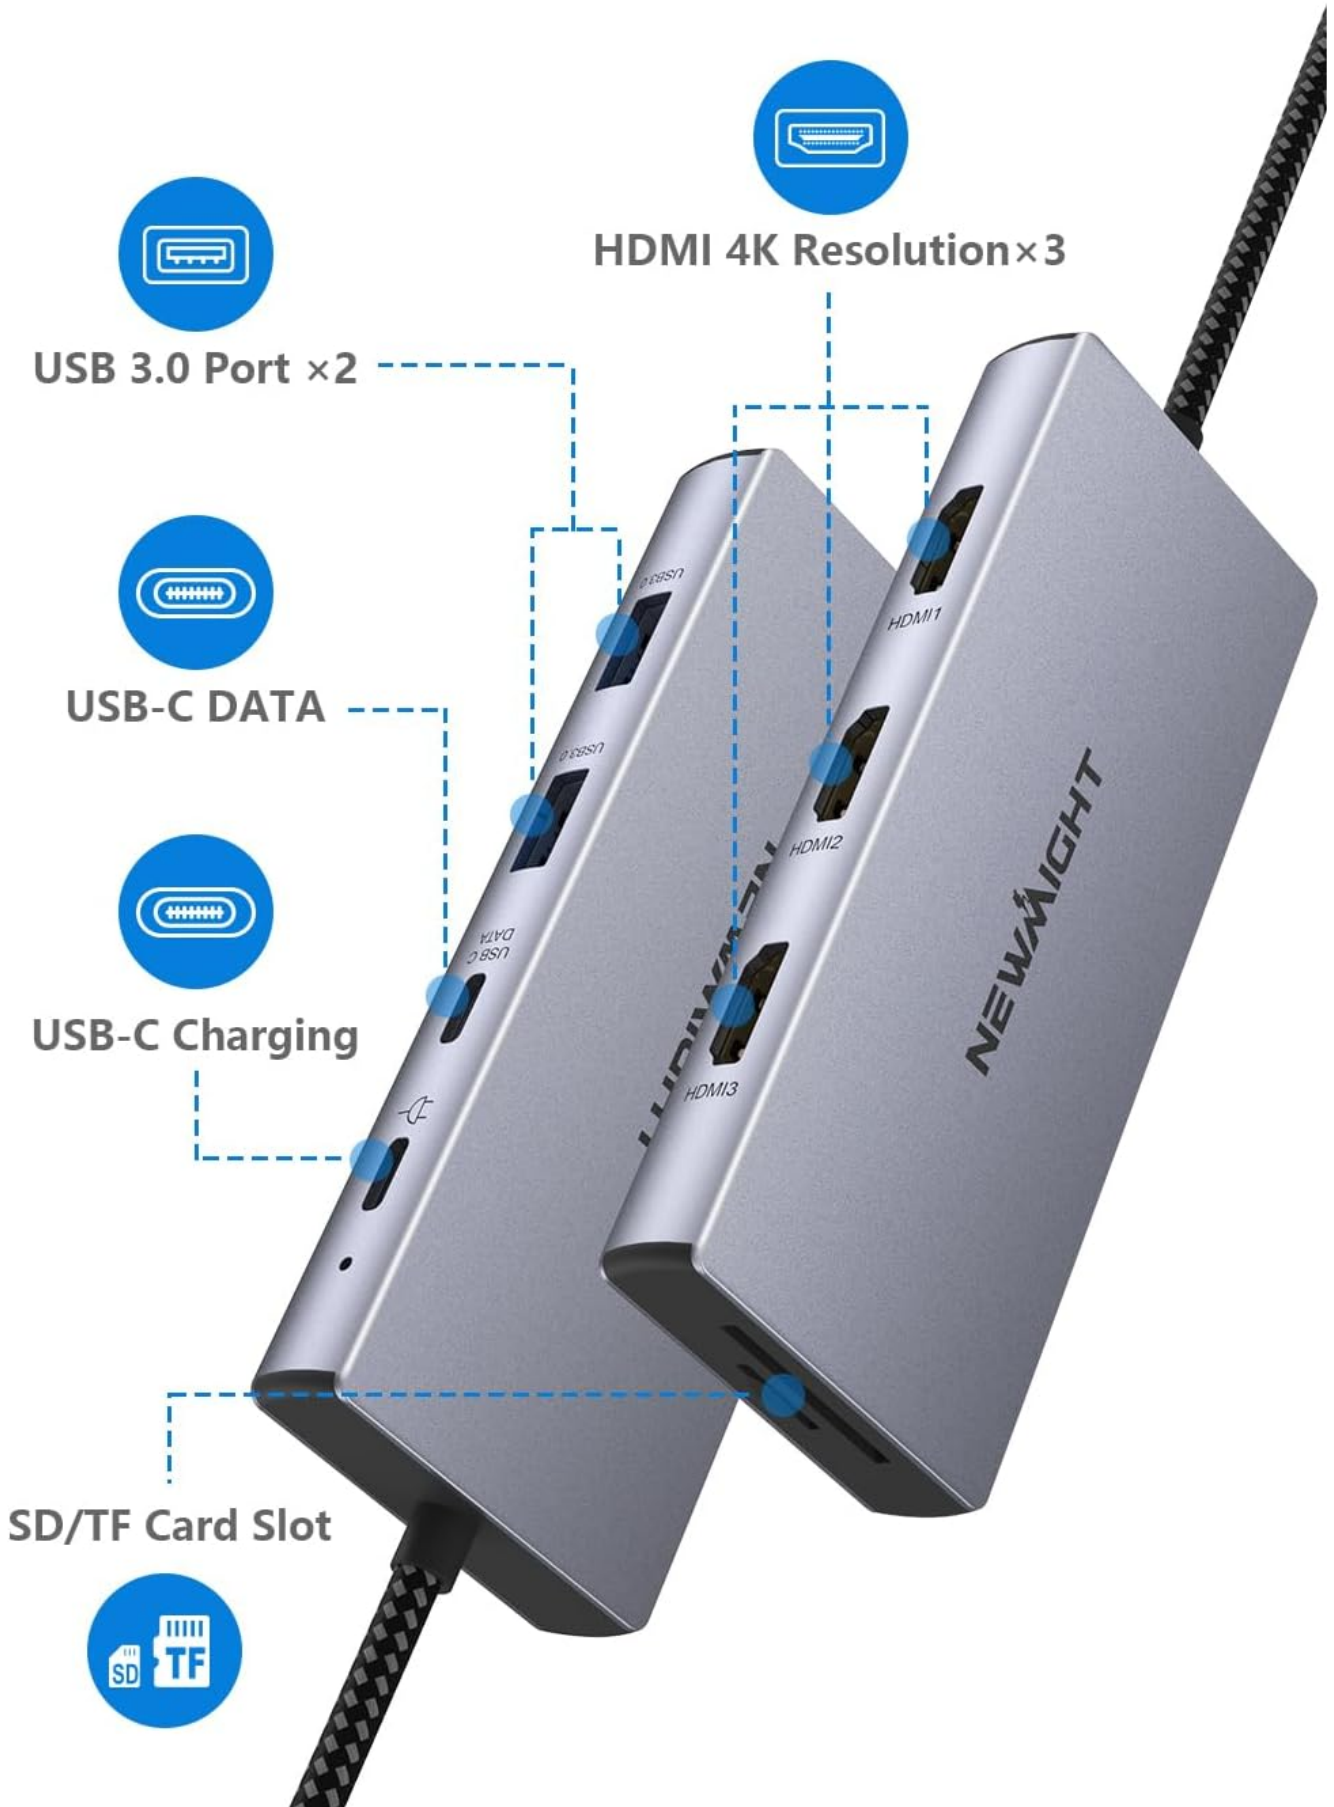 HDMI 4K Resolution×3
USB 3.0 Port ×2
USB3.0
HDMI1
USB-C DATA
USB3.0
HDMI2
NEWMIGHT
NEWMIGHT
USB C
DATA
USB-C Charging
HDMI3
SD/TF Card Slot
SD
TF